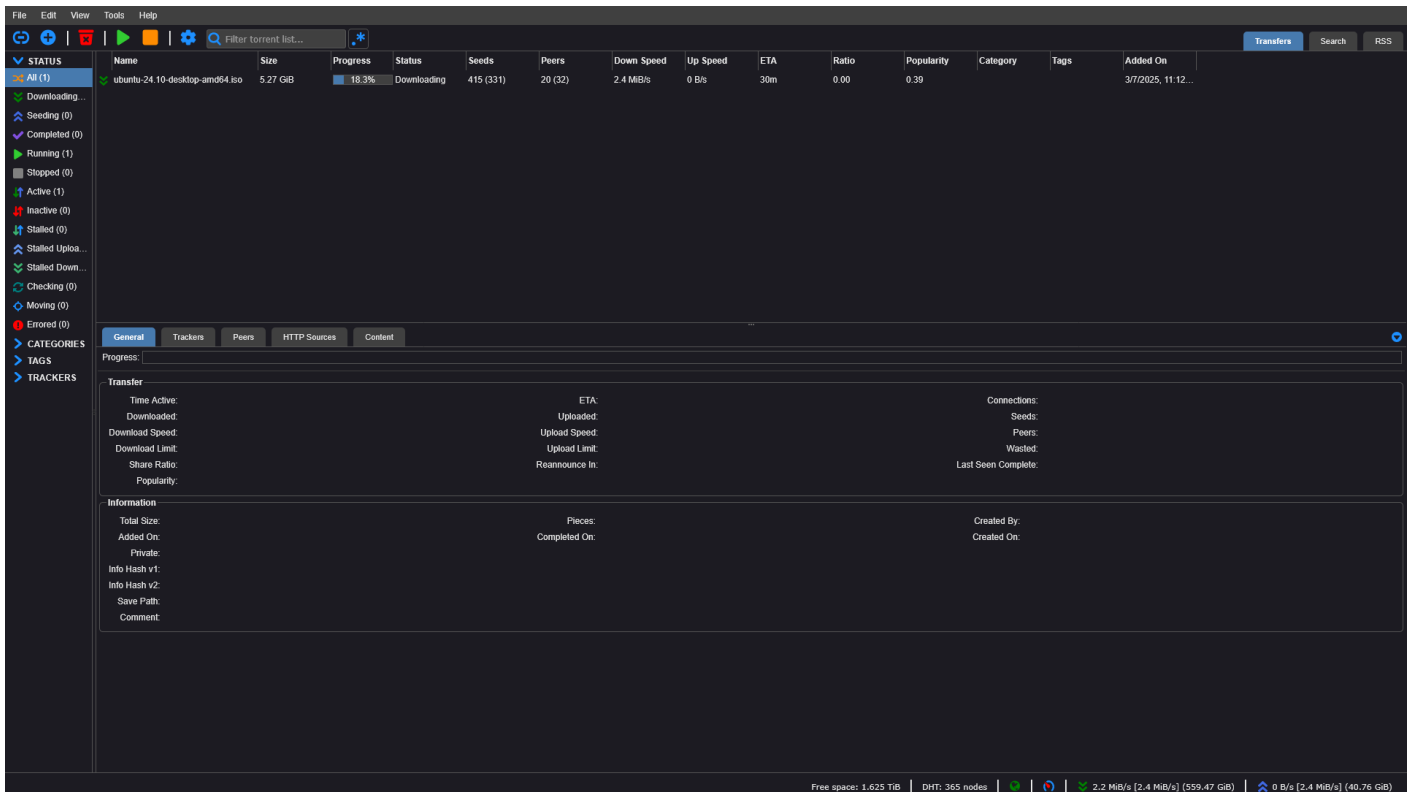 File Edit View Tools Help
Filter torrent list... .* Transfers Search RSS
STATUS Name Size Progress Status Seeds Peers Down Speed Up Speed ETA Ratio Popularity Category Tags Added On
All (1) ubuntu-24.10-desktop-amd64.iso 5.27 GiB 18.3% Downloading 415 (331) 20 (32) 2.4 MiB/s 0 B/s 30m 0.00 0.39 3/7/2025, 11:12...
Downloading...
Seeding (0)
Completed (0)
Running (1)
Stopped (0)
Active (1)
Inactive (0)
Stalled (0)
Stalled Uploa...
Stalled Down...
Checking (0)
Moving (0)
Errored (0)
CATEGORIES
TAGS
TRACKERS
General Trackers Peers HTTP Sources Content
Progress:
Transfer
Time Active: ETA: Connections:
Downloaded: Uploaded: Seeds:
Download Speed: Upload Speed: Peers:
Download Limit: Upload Limit: Wasted:
Share Ratio: Reannounce In: Last Seen Complete:
Popularity:
Information
Total Size: Pieces: Created By:
Added On: Completed On: Created On:
Private:
Info Hash v1:
Info Hash v2:
Save Path:
Comment:
Free space: 1.625 TiB DHT: 365 nodes 2.2 MiB/s [2.4 MiB/s] (559.47 GiB) 0 B/s [2.4 MiB/s] (40.76 GiB)